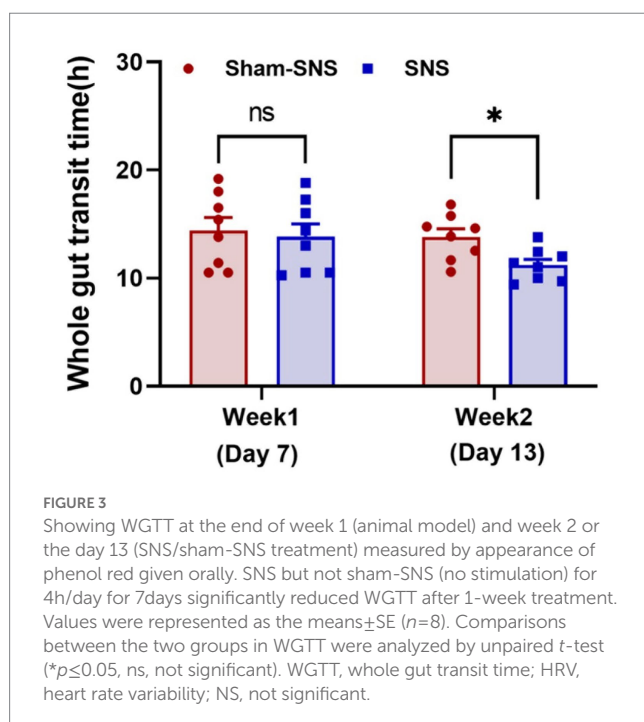 30
Sham-SNS SNS
ns
*
20
10
0
Whole gut transit time(h)
Week1 Week2
(Day 7) (Day 13)
FIGURE 3
Showing WGTT at the end of week 1 (animal model) and week 2 or
the day 13 (SNS/sham-SNS treatment) measured by appearance of
phenol red given orally. SNS but not sham-SNS (no stimulation) for
4h/day for 7days significantly reduced WGTT after 1-week treatment.
Values were represented as the means±SE (n=8). Comparisons
between the two groups in WGTT were analyzed by unpaired t-test
(*p≤0.05, ns, not significant). WGTT, whole gut transit time; HRV,
heart rate variability; NS, not significant.